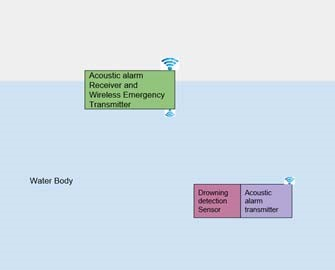 Acoustic alarm
Receiver and
Wireless Emergency
Transmitter
Water Body
Drowning
detection
Sensor
Acoustic
alarm
transmitter